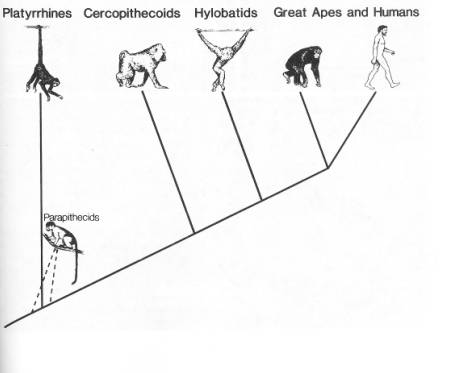 Platyrrhines Cercopithecoids Hylobatids Great Apes and Humans
Parapithecids